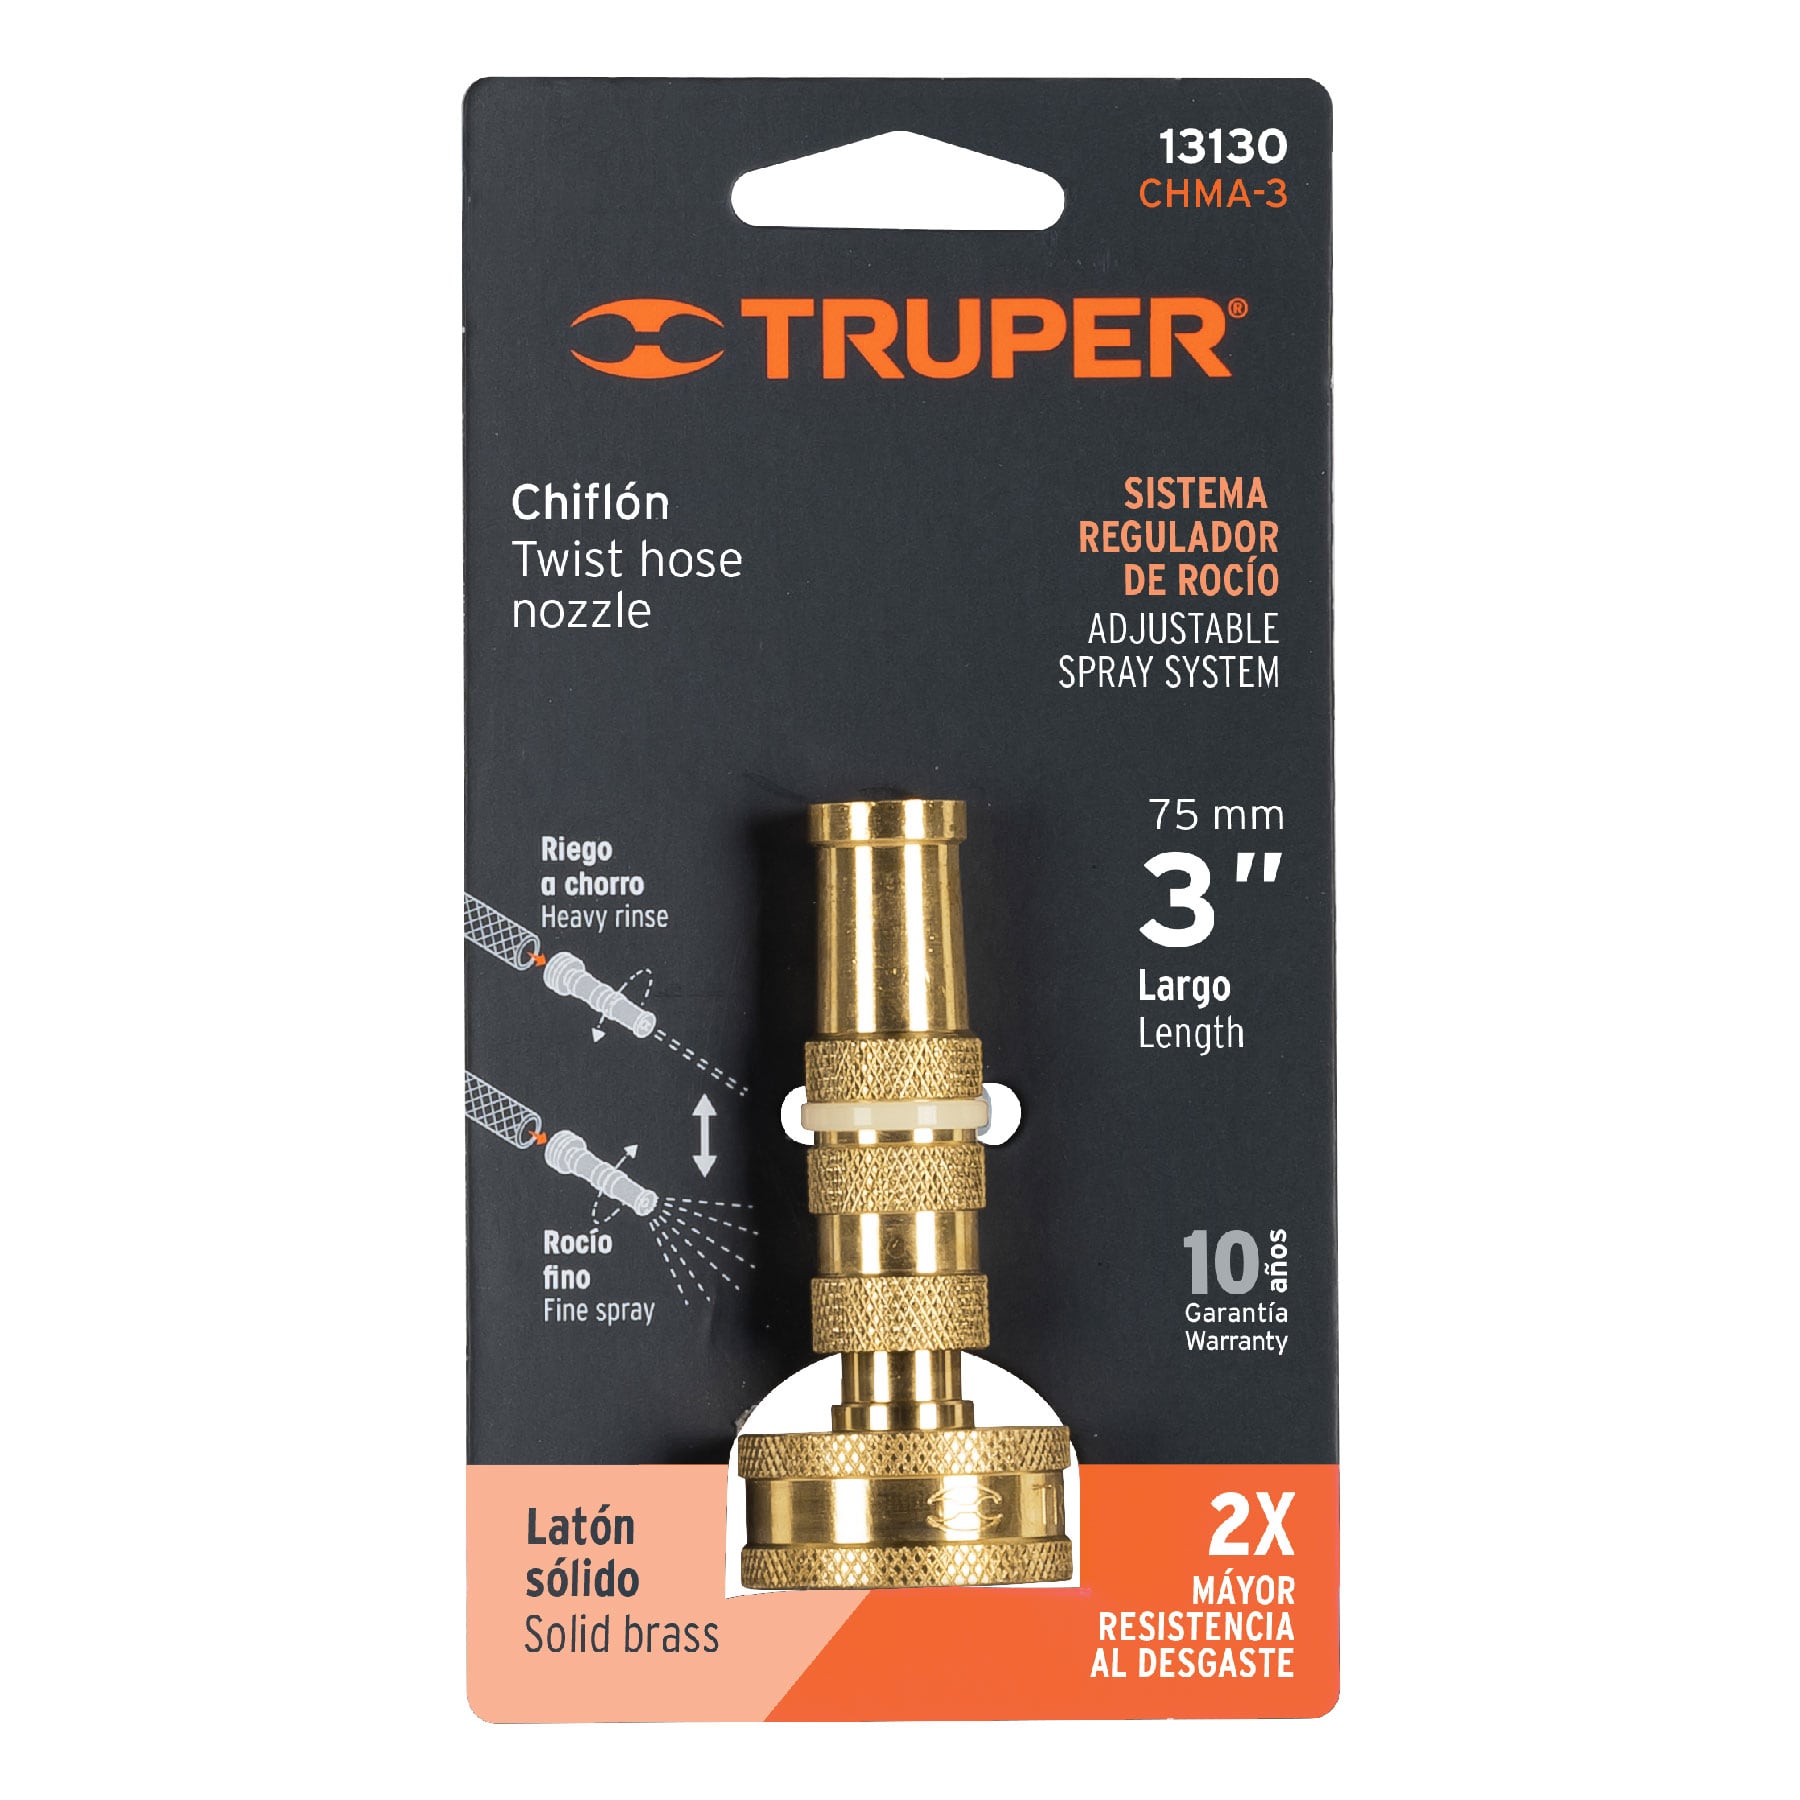 13130
CHMA-3
TRUPER®
Chiflón
Twist hose
nozzle
SISTEMA
REGULADOR
DE ROCÍO
ADJUSTABLE
SPRAY SYSTEM
75 mm
3"
Largo
Length
Riego
a chorro
Heavy rinse
Rocío
fino
Fine spray
10 años
Garantía
Warranty
Latón
sólido
Solid brass
2X
MÁYOR
RESISTENCIA
AL DESGASTE